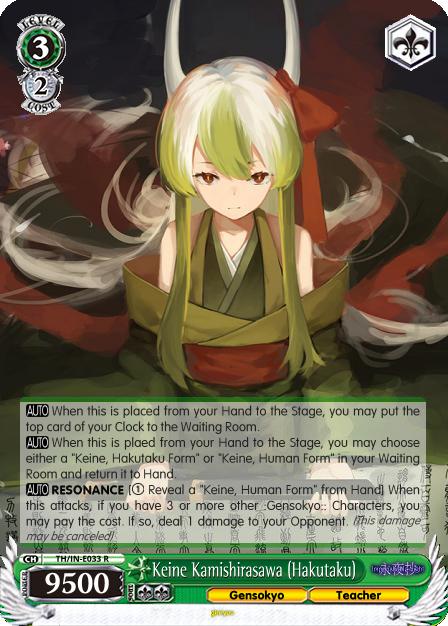 LEVEL
3
2
COST
AUTO When this is placed from your Hand to the Stage, you may put the
top card of your Clock to the Waiting Room.
AUTO When this is plaed from your Hand to the Stage, you may choose
either a "Keine, Hakutaku Form" or "Keine, Human Form" in your Waiting
Room and return it to Hand.
AUTO RESONANCE [① Reveal a "Keine, Human Form" from Hand] When
this attacks, if you have 3 or more other :Gensokyo:: Characters, you
may pay the cost. If so, deal 1 damage to your Opponent. (This damage
may be cancelled)
CH TH/IN-E033 R
POWER 9500 SOUL
Keine Kamishirasawa (Hakutaku)
Gensokyo Teacher